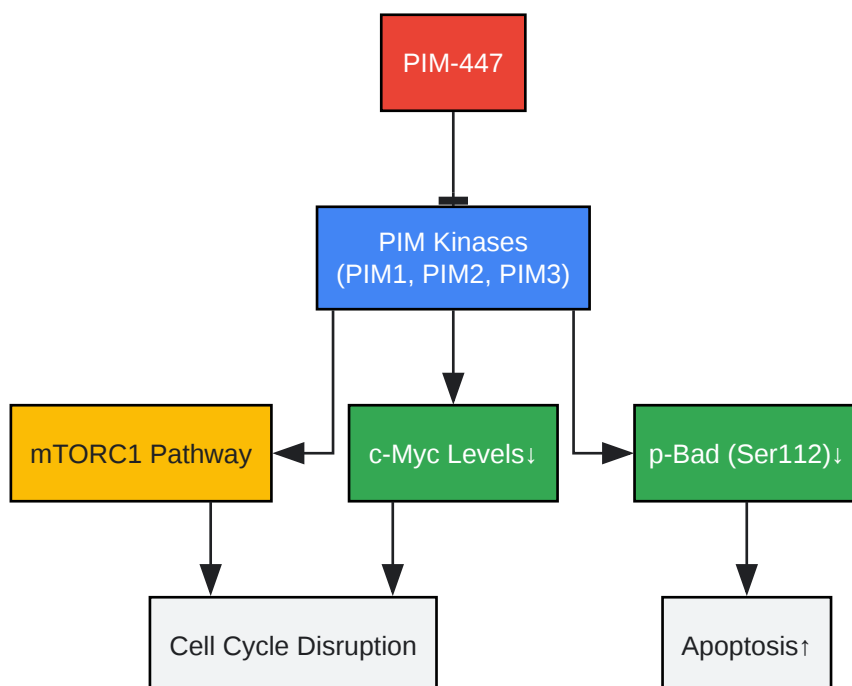 PIM-447
PIM Kinases
(PIM1, PIM2, PIM3)
mTORC1 Pathway
c-Myc Levels↓
p-Bad (Ser112)↓
Cell Cycle Disruption
Apoptosis↑